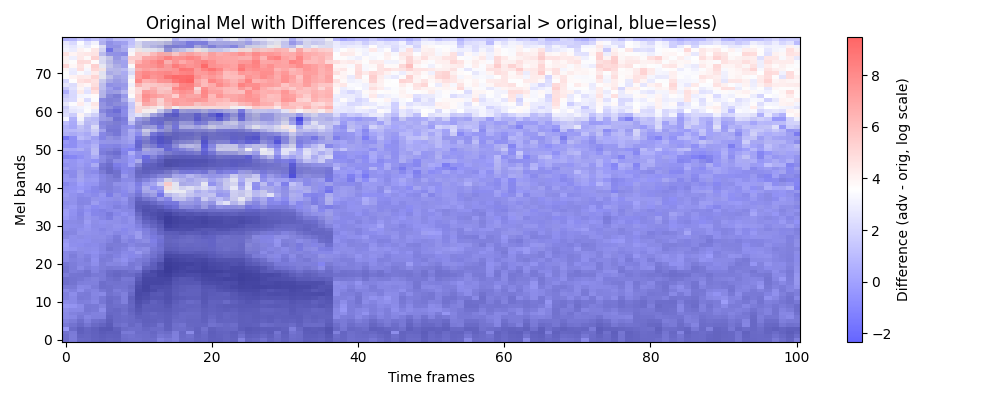 Original Mel with Differences (red=adversarial > original, blue=less)
Mel bands
70
60
50
40
30
20
10
0
0 20 40 60 80 100
Time frames
8
6
4
2
0
−2
Difference (adv - orig, log scale)